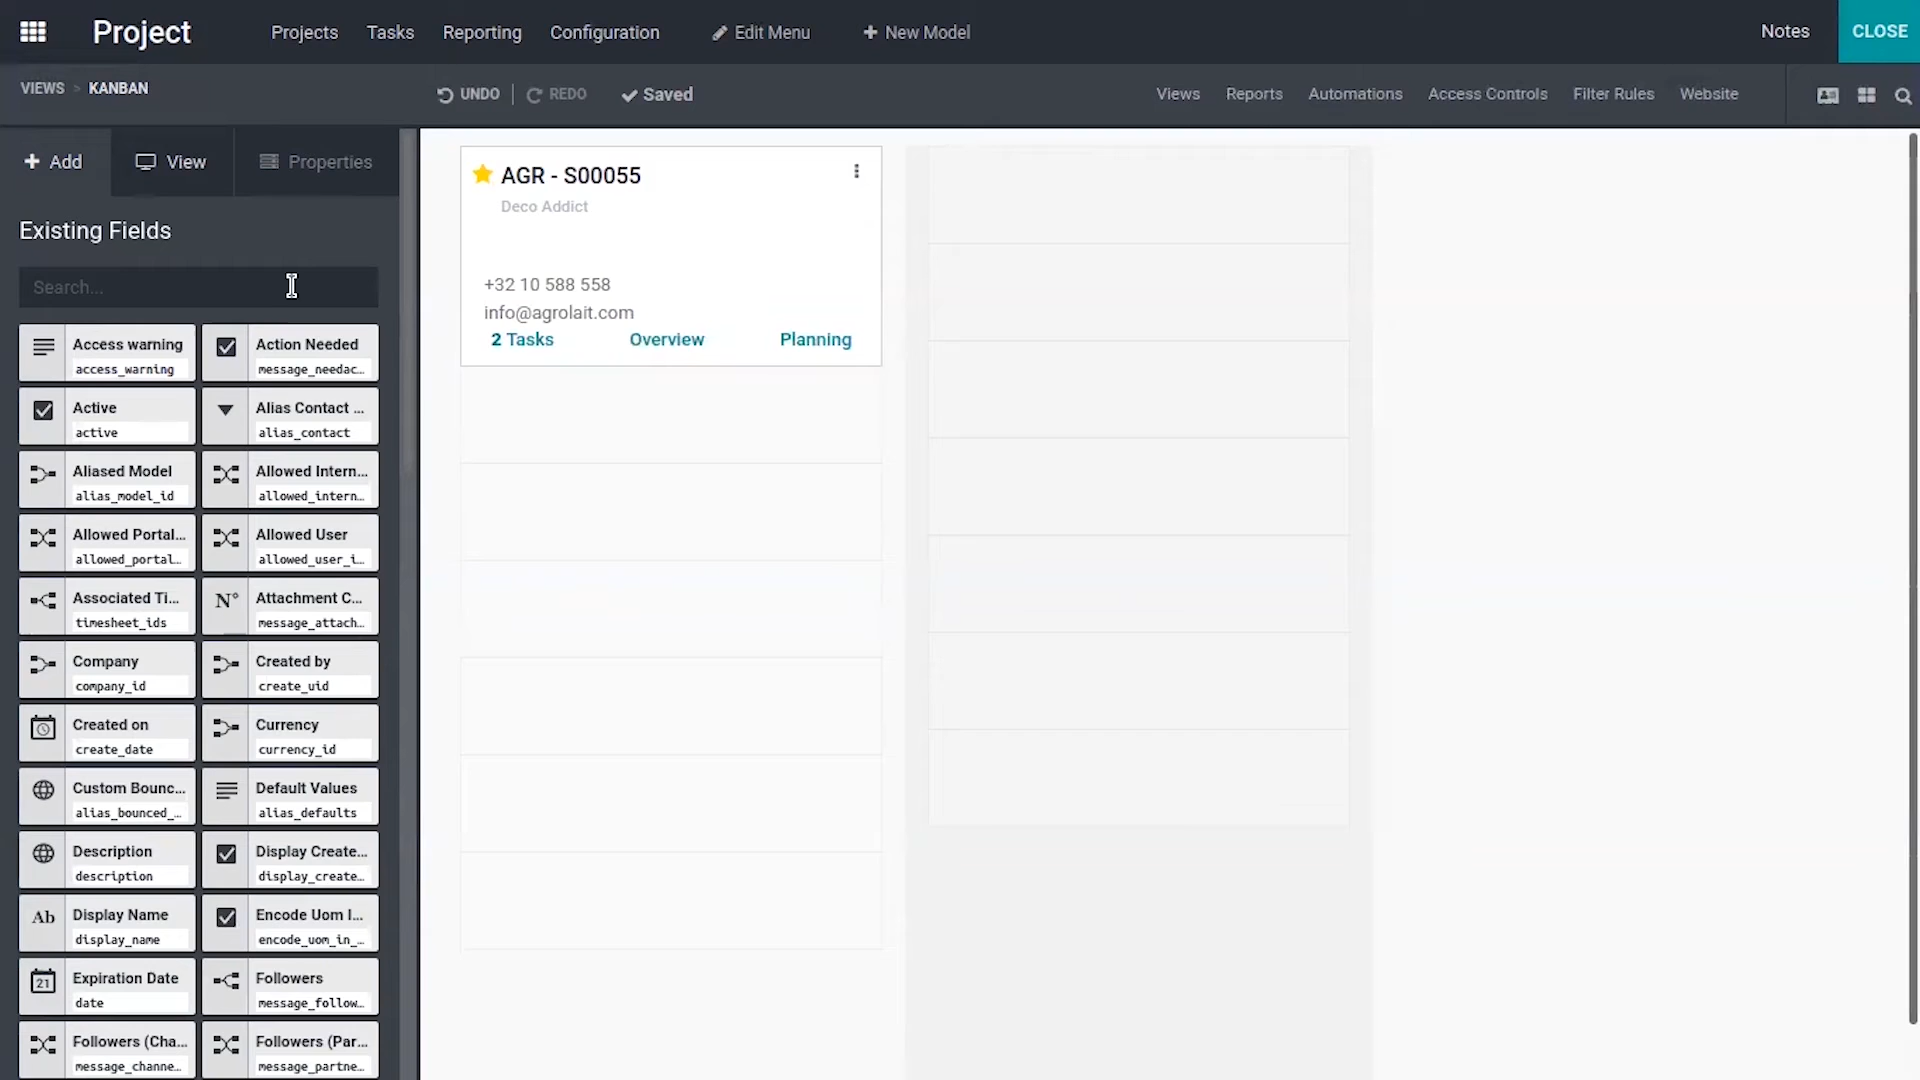 Project
Projects
Tasks
Reporting
Configuration
Edit Menu
New Model
Notes
CLOSE
VIEWS > KANBAN
UNDO
REDO
Saved
Views
Reports
Automations
Access Controls
Filter Rules
Website
Add
View
Properties
Existing Fields
Search...
Access warning
access_warning
Action Needed
message_needac...
Active
active
Alias Contact ...
alias_contact
Aliased Model
alias_model_id
Allowed Intern...
allowed_intern...
Allowed Portal...
allowed_portal...
Allowed User
allowed_user_i...
Associated Ti...
timesheet_ids
N°
Attachment C...
message_attach...
Company
company_id
Created by
create_uid
Created on
create_date
Currency
currency_id
Custom Bounc...
alias_bounced_...
Default Values
alias_defaults
Description
description
Display Create...
display_create...
Ab
Display Name
display_name
Encode Uom I...
encode_uom_in_...
21
Expiration Date
date
Followers
message_follow...
Followers (Cha...
message_channe...
Followers (Par...
message_partne...
AGR - S00055
Deco Addict
+32 10 588 558
info@agrolait.com
2 Tasks
Overview
Planning